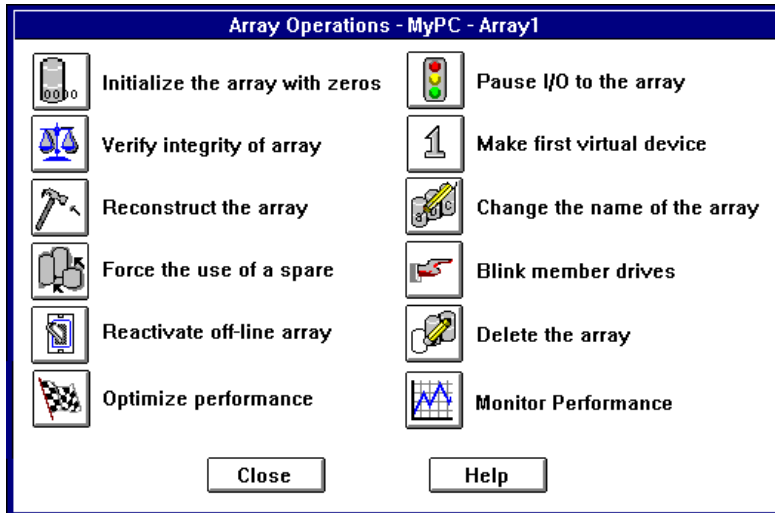 Array Operations - MyPC - Array1
Initialize the array with zeros
Verify integrity of array
Reconstruct the array
Force the use of a spare
Reactivate off-line array
Optimize performance
Pause I/O to the array
Make first virtual device
Change the name of the array
Blink member drives
Delete the array
Monitor Performance
Close
Help